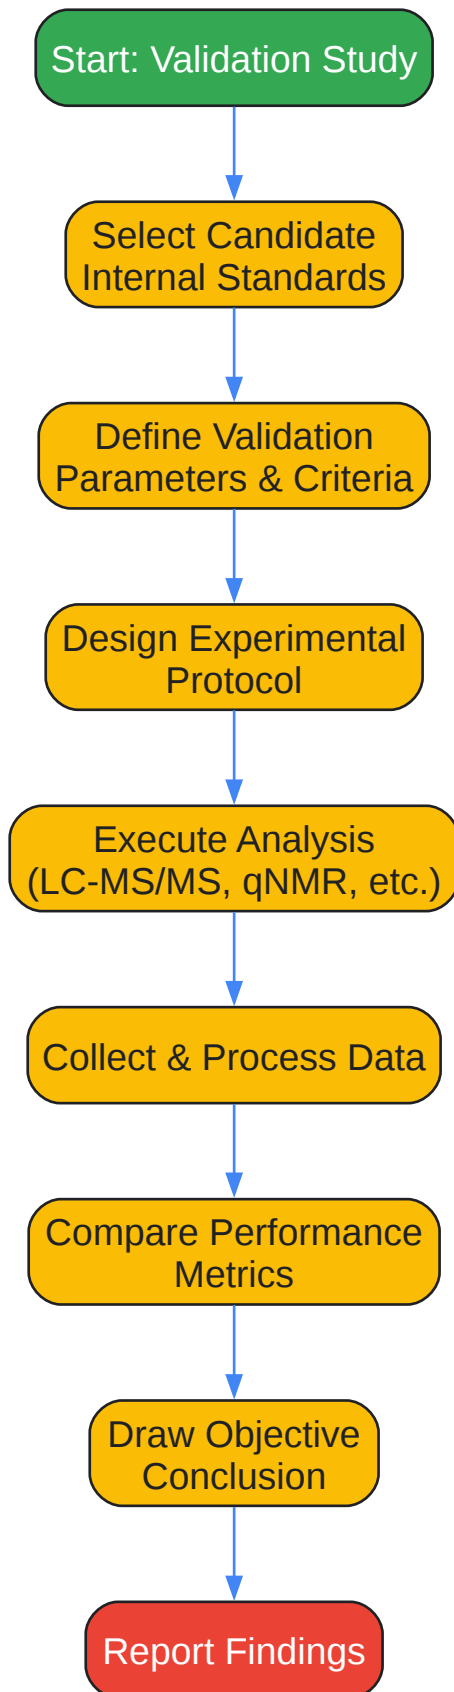 Start: Validation Study
Select Candidate
Internal Standards
Define Validation
Parameters & Criteria
Design Experimental
Protocol
Execute Analysis
(LC-MS/MS, qNMR, etc.)
Collect & Process Data
Compare Performance
Metrics
Draw Objective
Conclusion
Report Findings